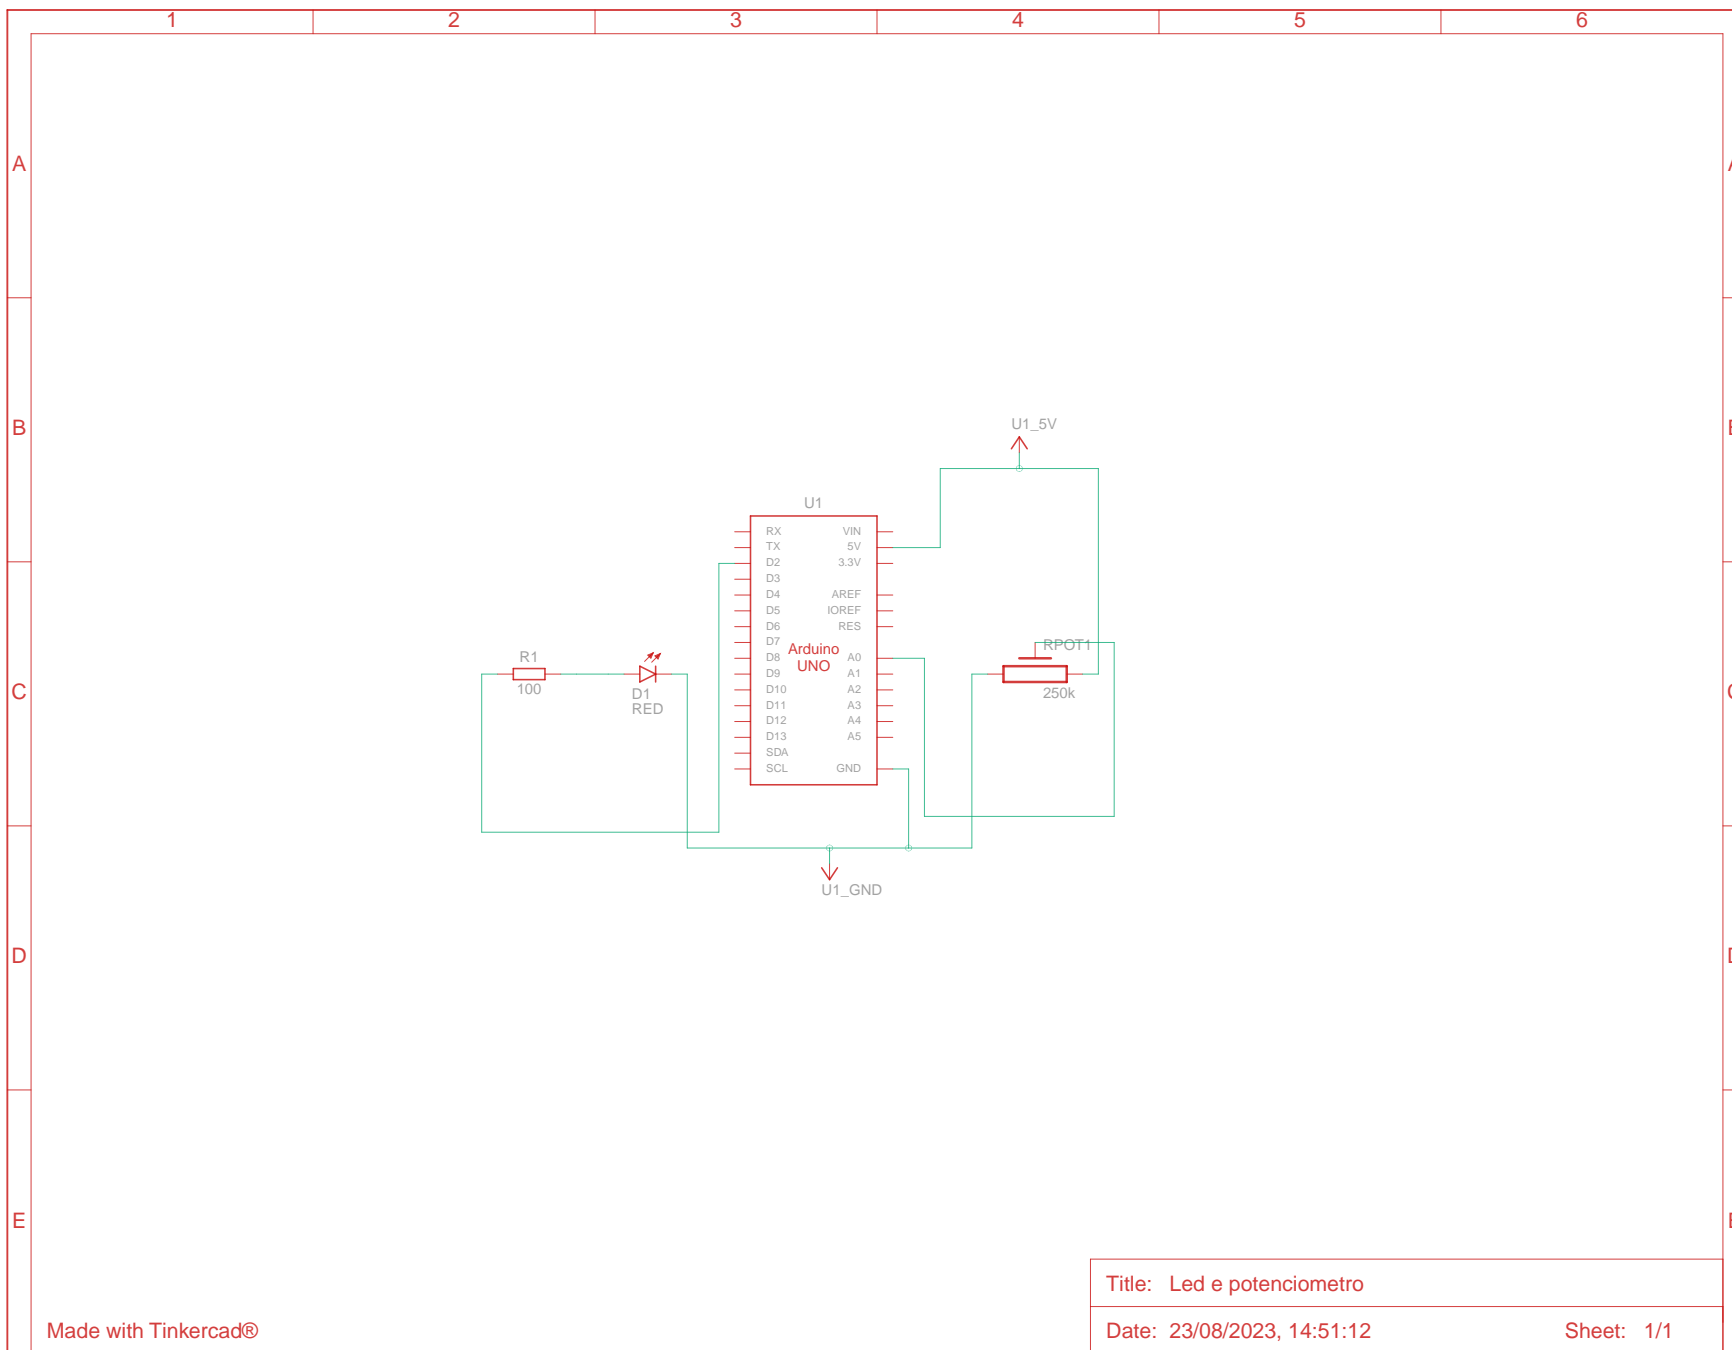 1 2 3 4 5 6
A
B
C
D
E
U1_5V
U1
RX VIN
TX 5V
D2 3.3V
D3
D4 AREF
D5 IOREF
D6 RES
D7
D8 A0
Arduino
UNO
D9 A1
D10 A2
D11 A3
D12 A4
D13 A5
SDA
SCL GND
R1
100
D1
RED
RPOT1
250k
U1_GND
Title: Led e potenciometro
Made with Tinkercad®
Date: 23/08/2023, 14:51:12 Sheet: 1/1